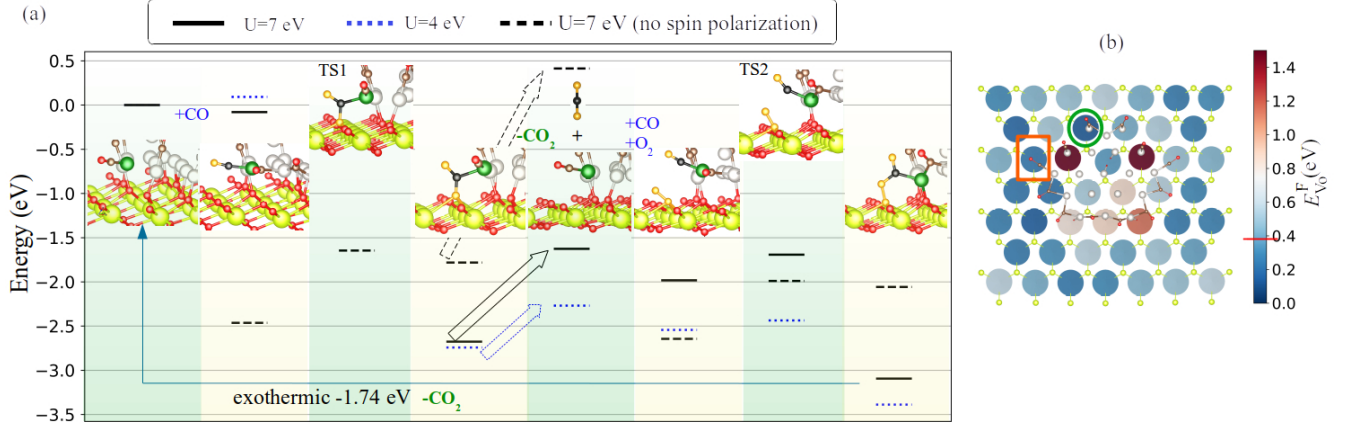 (a)
U=7 eV
U=4 eV
U=7 eV (no spin polarization)
Energy (eV)
0.5
0.0
−0.5
−1.0
−1.5
−2.0
−2.5
−3.0
−3.5
+CO
TS1
-CO₂
+
+CO
+O₂
TS2
exothermic -1.74 eV -CO₂
(b)
1.4
1.2
1.0
0.8
0.6
0.4
0.2
0.0
E^F_{Vo} (eV)